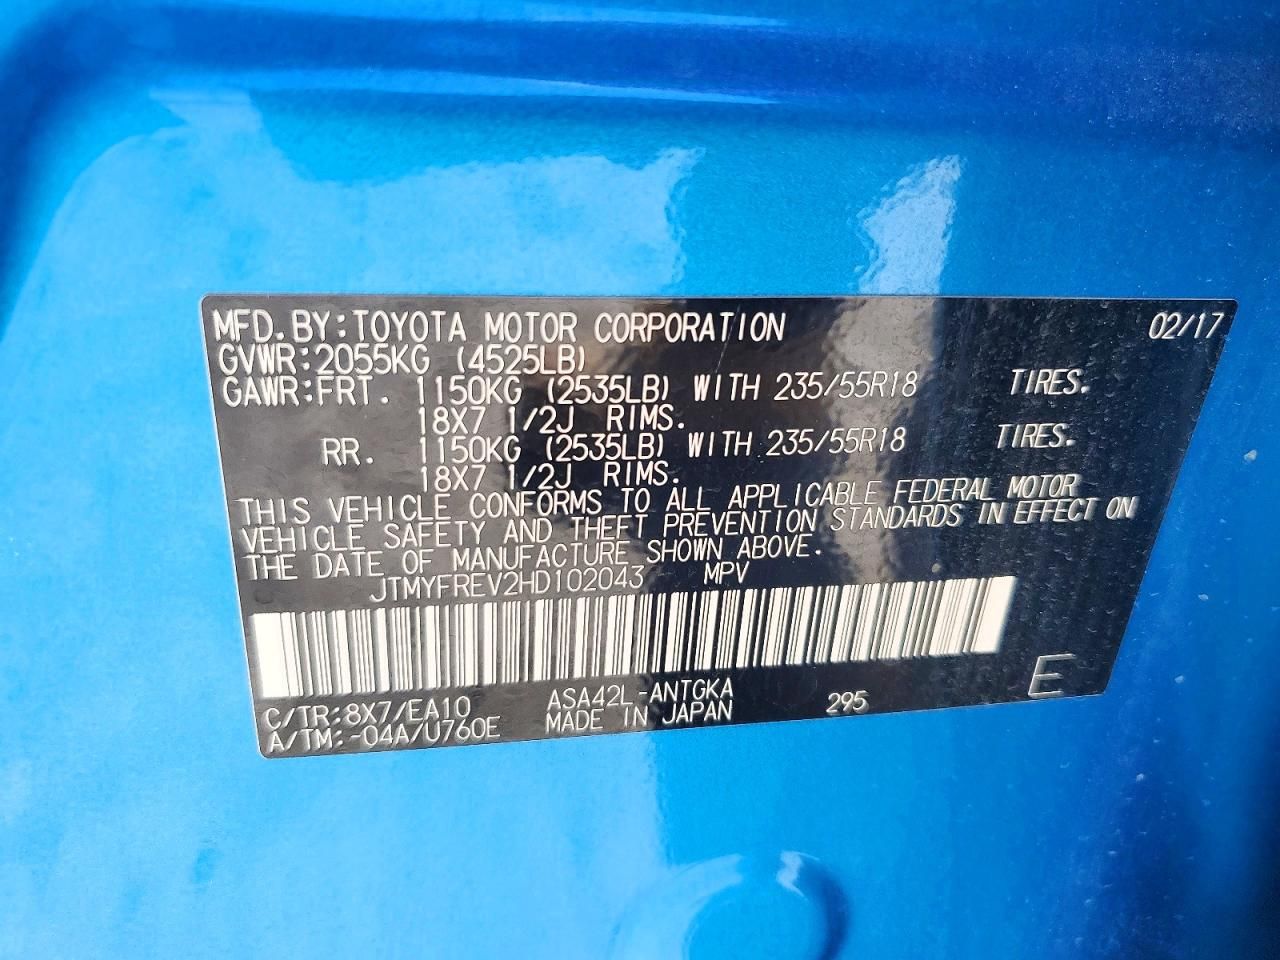 MFD.BY:TOYOTA MOTOR CORPORATION 02/17
GVWR:2055KG (4525LB)
GAWR:FRT. 1150KG (2535LB) WITH 235/55R18 TIRES.
18X7 1/2J RIMS.
RR. 1150KG (2535LB) WITH 235/55R18 TIRES.
18X7 1/2J RIMS.
THIS VEHICLE CONFORMS TO ALL APPLICABLE FEDERAL MOTOR
VEHICLE SAFETY AND THEFT PREVENTION STANDARDS IN EFFECT ON
THE DATE OF MANUFACTURE SHOWN ABOVE.
JTMYFREV2HD102043 MPV
C/TR:8X7/EA10 ASA42L-ANTGKA 295 E
A/TM:-04A/U760E MADE IN JAPAN